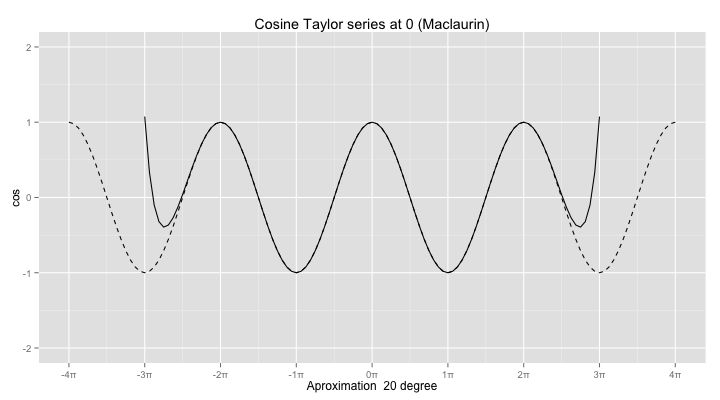 Cosine Taylor series at 0 (Maclaurin)
2
1
0
-1
-2
cos
-4π -3π -2π -1π 0π 1π 2π 3π 4π
Aproximation 20 degree